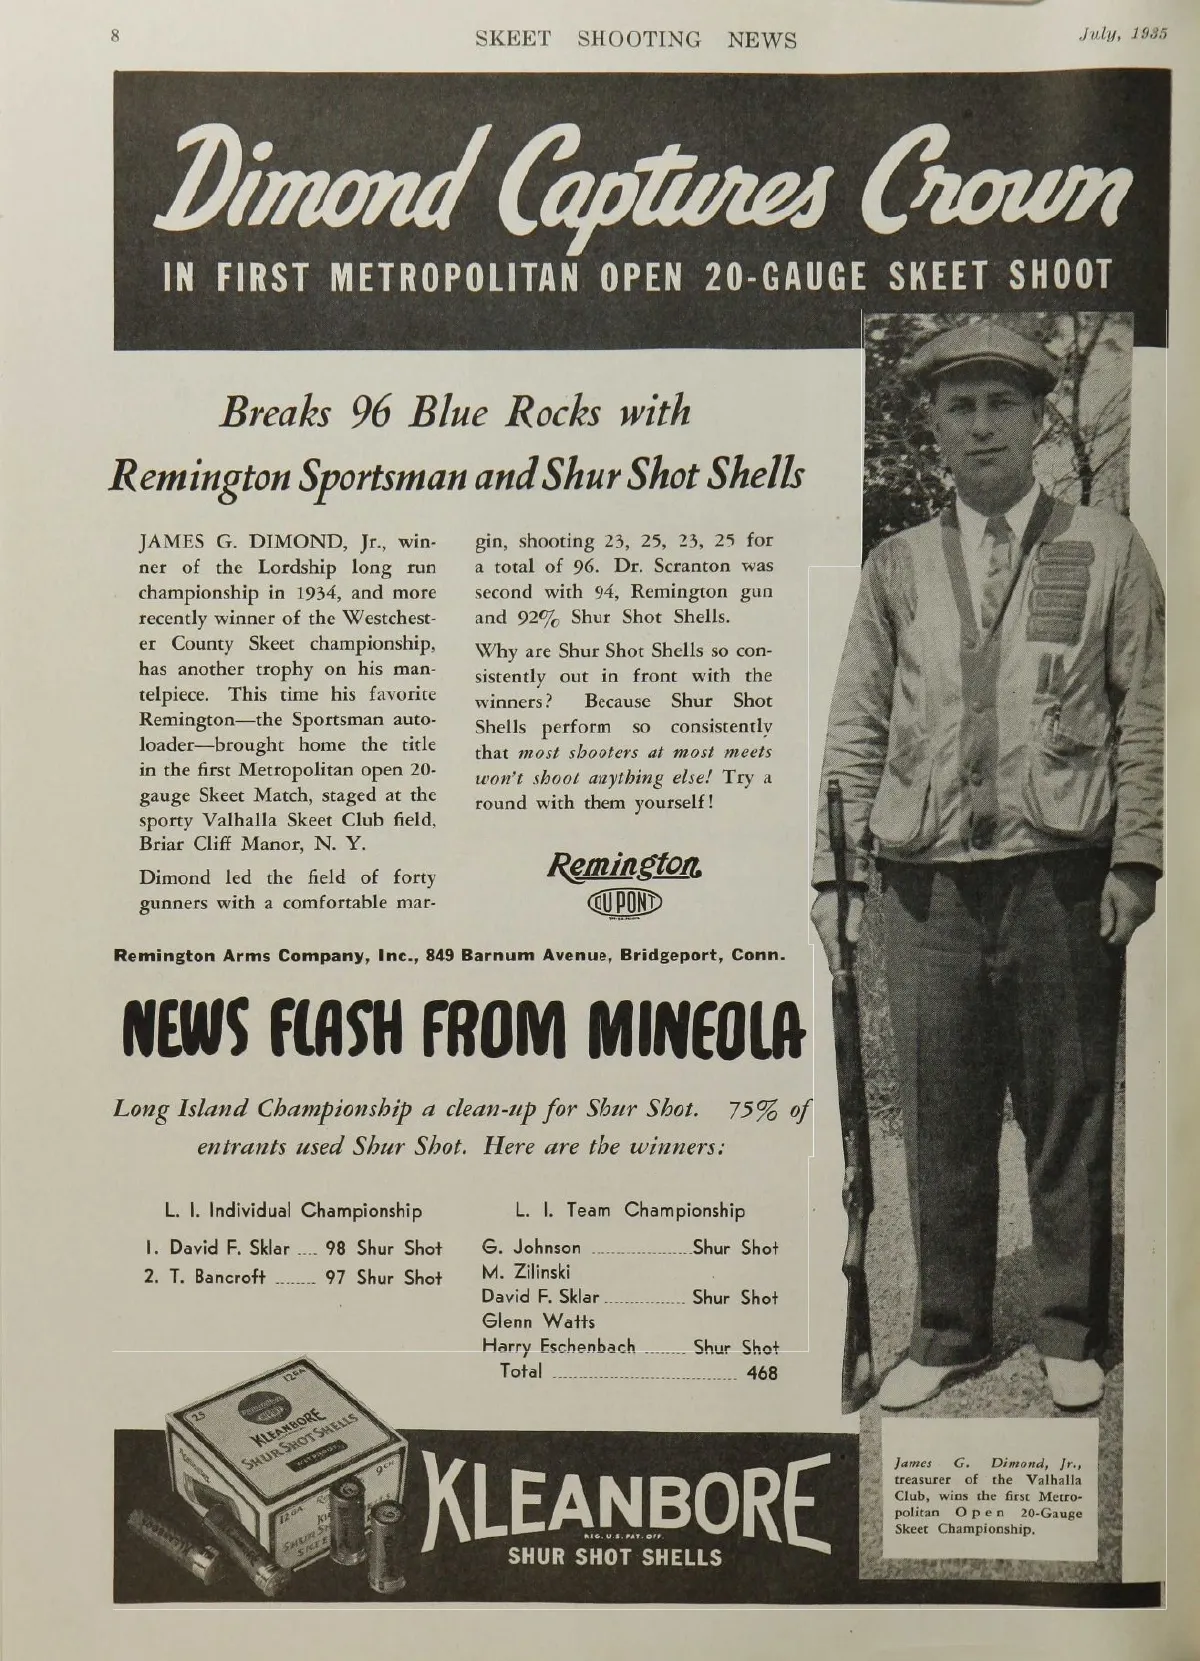 8
SKEET SHOOTING NEWS
July, 1935
Dimond Captures Crown
IN FIRST METROPOLITAN OPEN 20-GAUGE SKEET SHOOT
Breaks 96 Blue Rocks with
Remington Sportsman and Shur Shot Shells
JAMES G. DIMOND, Jr., win-
ner of the Lordship long run
championship in 1934, and more
recently winner of the Westchest-
er County Skeet championship,
has another trophy on his man-
telpiece. This time his favorite
Remington—the Sportsman auto-
loader—brought home the title
in the first Metropolitan open 20-
gauge Skeet Match, staged at the
sporty Valhalla Skeet Club field,
Briar Cliff Manor, N. Y.
Dimond led the field of forty
gunners with a comfortable mar-
gin, shooting 23, 25, 23, 25 for
a total of 96. Dr. Scranton was
second with 94, Remington gun
and 92% Shur Shot Shells.
Why are Shur Shot Shells so con-
sistently out in front with the
winners? Because Shur Shot
Shells perform so consistently
that most shooters at most meets
won't shoot anything else! Try a
round with them yourself!
Remington
DU PONT
Remington Arms Company, Inc., 849 Barnum Avenue, Bridgeport, Conn.
NEWS FLASH FROM MINEOLA
Long Island Championship a clean-up for Shur Shot. 75% of
entrants used Shur Shot. Here are the winners:
L. I. Individual Championship
1. David F. Sklar .... 98 Shur Shot
2. T. Bancroft ........ 97 Shur Shot
L. I. Team Championship
G. Johnson ..................Shur Shot
M. Zilinski
David F. Sklar............... Shur Shot
Glenn Watts
Harry Eschenbach ........ Shur Shot
Total .................................. 468
25
12 GA
KLEANBORE
SHUR SHOT SHELLS
12 GA
KLEANBORE
REG. U.S. PAT. OFF.
SHUR SHOT SHELLS
James G. Dimond, Jr.,
treasurer of the Valhalla
Club, wins the first Metro-
politan Open 20-Gauge
Skeet Championship.